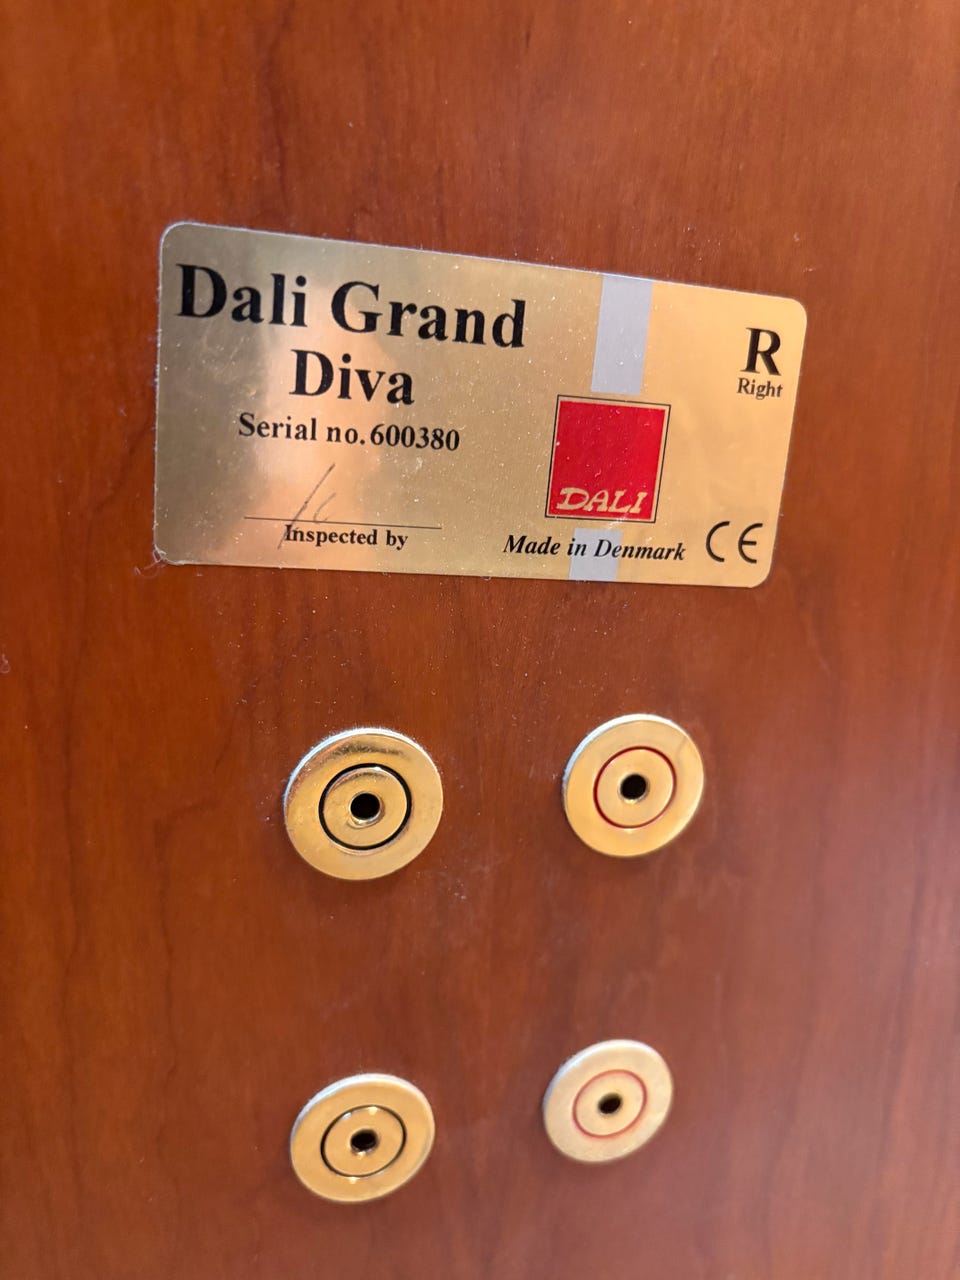 Dali Grand
Diva
Serial no. 600380
Inspected by
R
Right
DALI
Made in Denmark CE